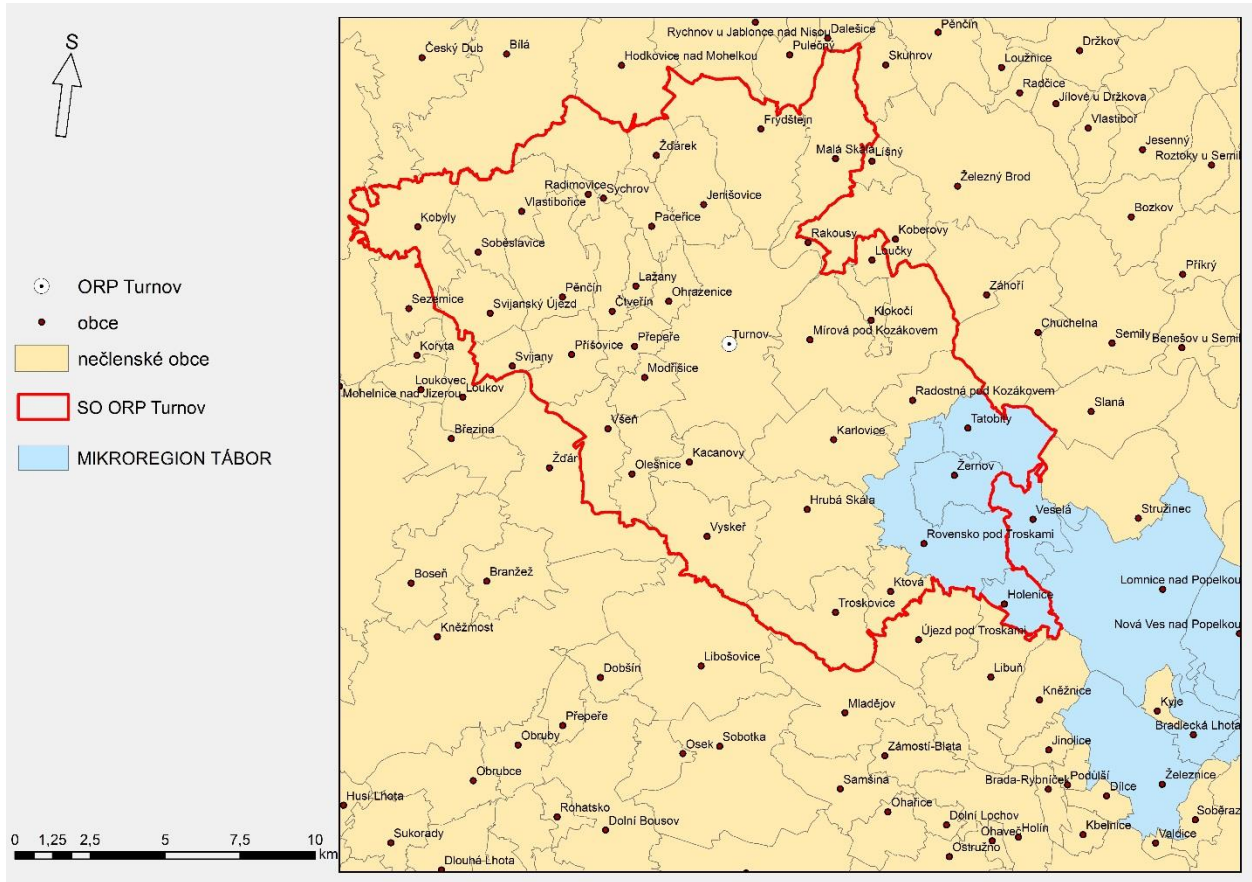 S
ORP Turnov
obce
nečlenské obce
SO ORP Turnov
MIKROREGION TÁBOR
0 1,25 2,5 5 7,5 10
km
Rychnov u Jablonce nad Nisou
Dalešice
Pěnčín
Český Dub
Bílá
Hodkovice nad Mohelkou
Pulečný
Skuhrov
Loužnice
Držkov
Radčice
Jílové u Držkova
Frydštejn
Vlastiboř
Žďárek
Malá Skála
Líšný
Jesenný
Roztoky u Semil
Radimovice
Sychrov
Železný Brod
Vlastibořice
Jenišovice
Kobyly
Paceřice
Bozkov
Soběslavice
Rakousy
Koberovy
Loučky
Příkrý
Lažany
Sezemice
Pěnčín
Ohrazenice
Záhoří
Svijanský Újezd
Čtveřín
Klokočí
Chuchelna
Koryta
Příšovice
Přepeře
Turnov
Mírová pod Kozákovem
Semily
Benešov u Semil
Svijany
Modřišice
Mohelnice nad Jizerou
Loukovec
Loukov
Radostná pod Kozákovem
Slaná
Tatobity
Březina
Všeň
Karlovice
Žďár
Olešnice
Kacanovy
Žernov
Hrubá Skála
Veselá
Stružinec
Vyskeř
Rovensko pod Troskami
Boseň
Branžež
Ktová
Lomnice nad Popelkou
Troskovice
Holenice
Kněžmost
Újezd pod Troskami
Nová Ves nad Popelkou
Dobšín
Libošovice
Libuň
Kněžnice
Přepeře
Mladějov
Kyje
Obruby
Osek
Sobotka
Zámostí-Blata
Jinolice
Bradlecká Lhota
Obrubce
Samšina
Brada-Rybníček
Podůlší
Dílce
Železnice
Husí Lhota
Rohatsko
Dolní Bousov
Ohařice
Dolní Lochov
Ohaveč
Holín
Kbelnice
Soběraz
Sukorady
Ostružno
Valdice
Dlouhá Lhota